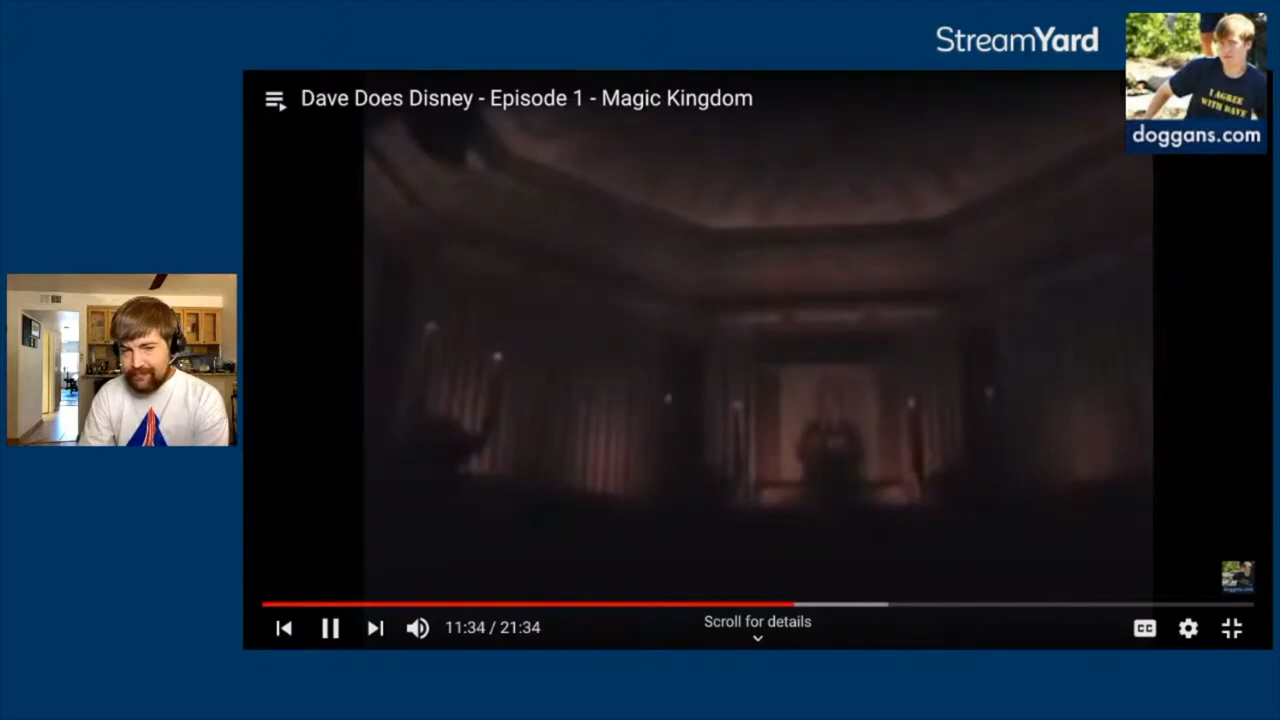 StreamYard
Dave Does Disney - Episode 1 - Magic Kingdom
I AGREE
WITH DAVE
doggans.com
11:34 / 21:34
Scroll for details
CC